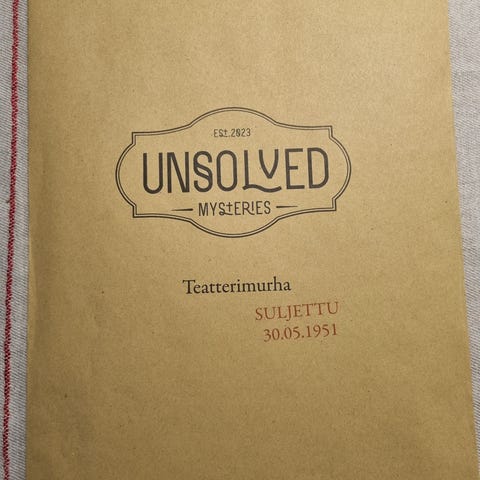 Est.2023
UNSOLVED
MYSTERIES
Teatterimurha
SULJETTU
30.05.1951